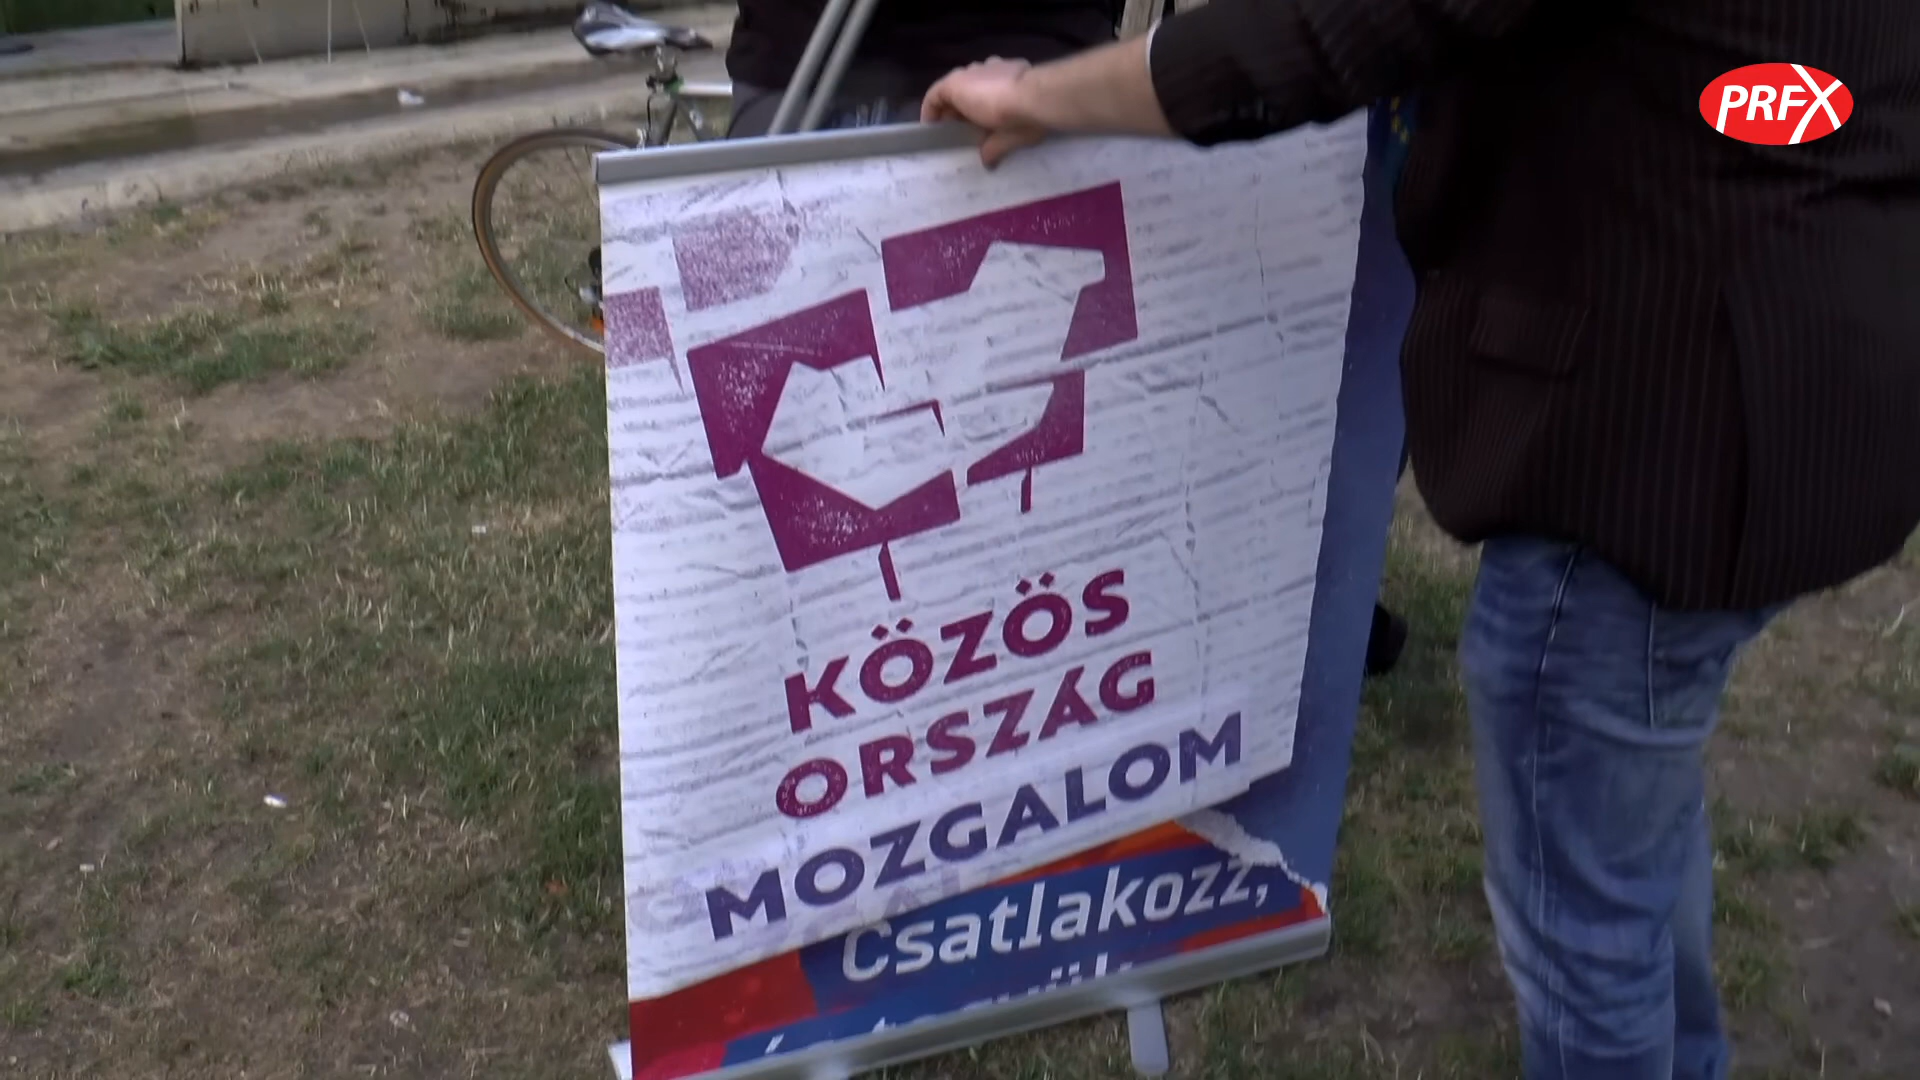 PRFX
KÖZÖS
ORSZÁG
MOZGALOM
Csatlakozz,